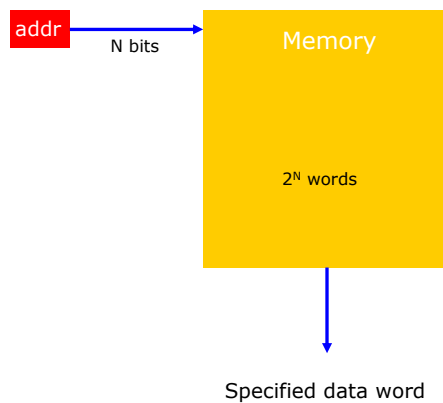 addr
N bits
Memory
2ᴺ words
Specified data word